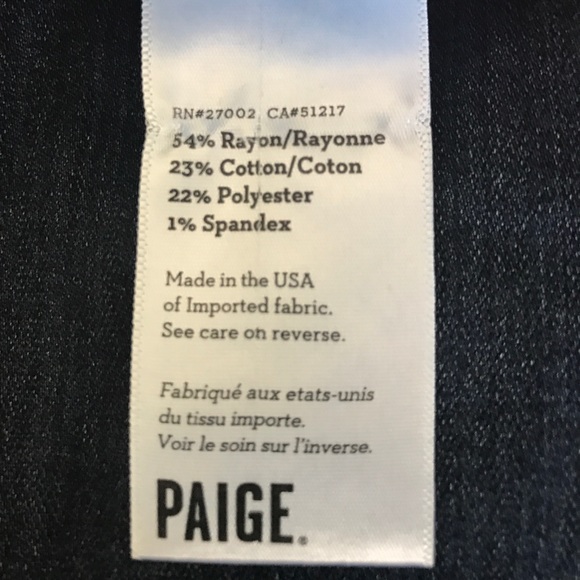 RN#27002 CA#51217
54% Rayon/Rayonne
23% Cotton/Coton
22% Polyester
1% Spandex
Made in the USA
of Imported fabric.
See care on reverse.
Fabriqué aux etats-unis
du tissu importe.
Voir le soin sur l'inverse.
PAIGE®